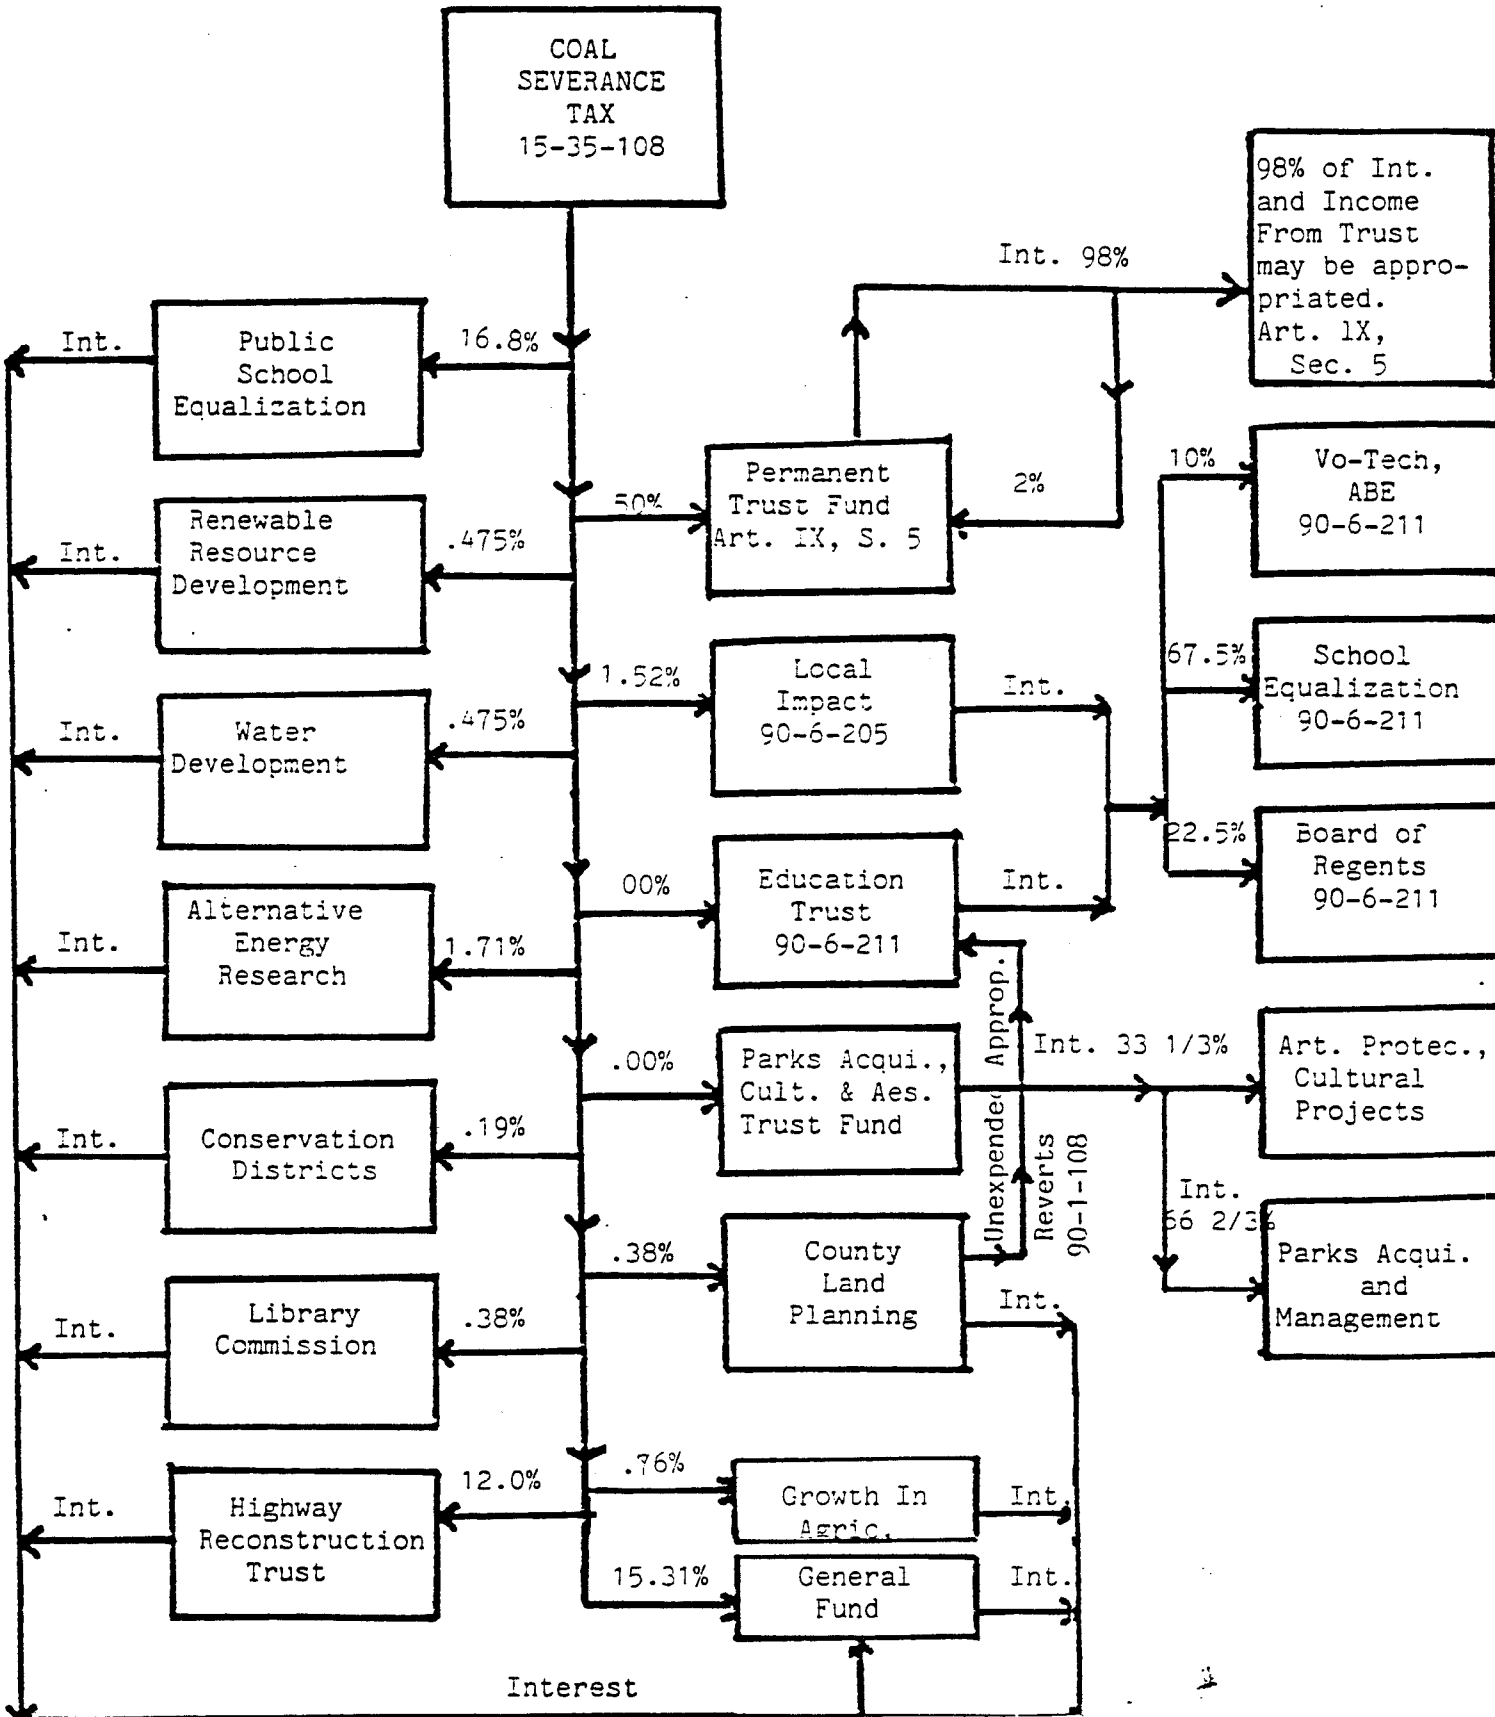 COAL
SEVERANCE
TAX
15-35-108
16.8%
Public
School
Equalization
Int.
50%
Permanent
Trust Fund
Art. IX, S. 5
Int. 98%
2%
98% of Int.
and Income
From Trust
may be appro-
priated.
Art. 1X,
Sec. 5
.475%
Renewable
Resource
Development
Int.
1.52%
Local
Impact
90-6-205
Int.
.475%
Water
Development
Int.
00%
Education
Trust
90-6-211
Int.
10%
Vo-Tech,
ABE
90-6-211
67.5%
School
Equalization
90-6-211
22.5%
Board of
Regents
90-6-211
1.71%
Alternative
Energy
Research
Int.
.00%
Parks Acqui.,
Cult. & Aes.
Trust Fund
Int. 33 1/3%
Art. Protec.,
Cultural
Projects
Int.
66 2/3%
Parks Acqui.
and
Management
.19%
Conservation
Districts
Int.
.38%
County
Land
Planning
Unexpended Approp.
Reverts
90-1-108
Int.
.38%
Library
Commission
Int.
.76%
Growth In
Agric.
Int.
12.0%
Highway
Reconstruction
Trust
Int.
15.31%
General
Fund
Int.
Interest